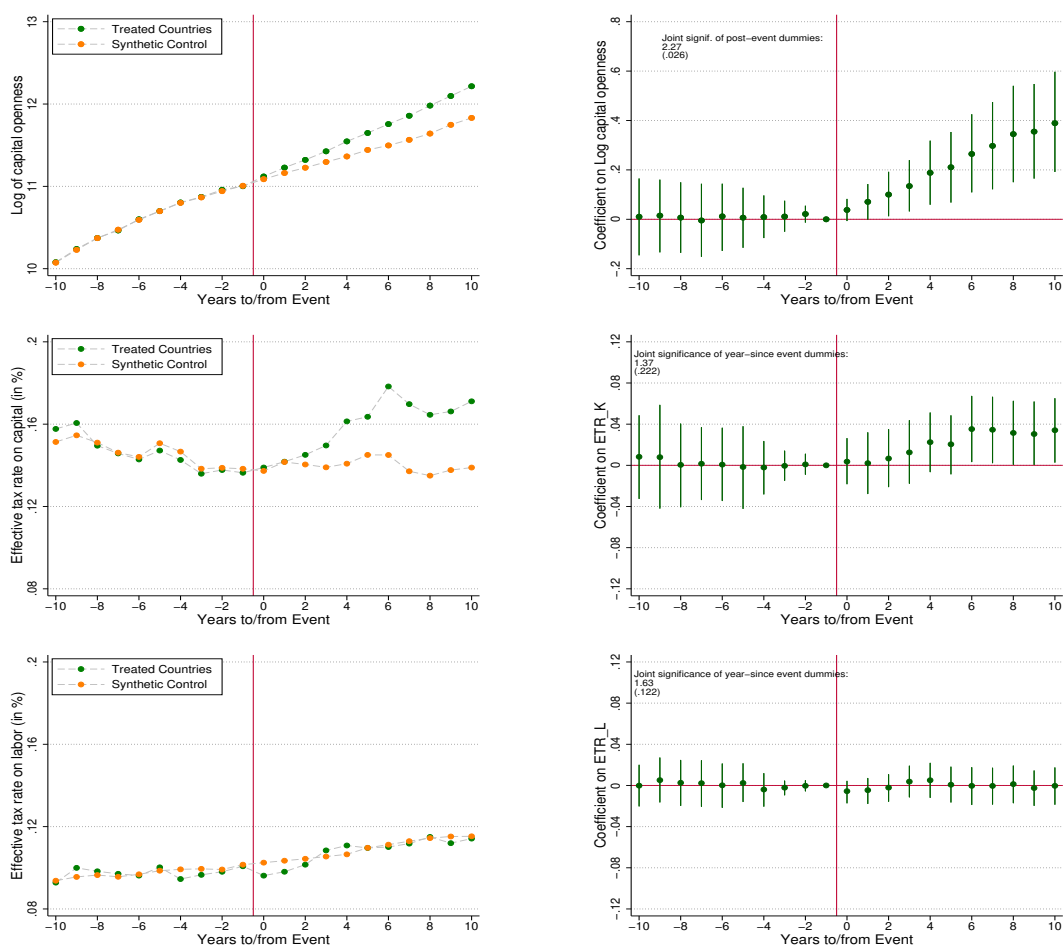 Log of capital openness
13
12
11
10
Treated Countries
Synthetic Control
−10 −8 −6 −4 −2 0 2 4 6 8 10
Years to/from Event
Coefficient on Log capital openness
.8
.6
.4
.2
0
−.2
Joint signif. of post−event dummies:
2.27
(.026)
−10 −8 −6 −4 −2 0 2 4 6 8 10
Years to/from Event
Effective tax rate on capital (in %)
.2
.16
.12
.08
Treated Countries
Synthetic Control
−10 −8 −6 −4 −2 0 2 4 6 8 10
Years to/from Event
Coefficient on ETR_K
.12
.08
.04
0
−.04
−.08
−.12
Joint significance of year−since event dummies:
1.37
(.222)
−10 −8 −6 −4 −2 0 2 4 6 8 10
Years to/from Event
Effective tax rate on labor (in %)
.2
.16
.12
.08
Treated Countries
Synthetic Control
−10 −8 −6 −4 −2 0 2 4 6 8 10
Years to/from Event
Coefficient on ETR_L
.12
.08
.04
0
−.04
−.08
−.12
Joint significance of year−since event dummies:
1.63
(.122)
−10 −8 −6 −4 −2 0 2 4 6 8 10
Years to/from Event